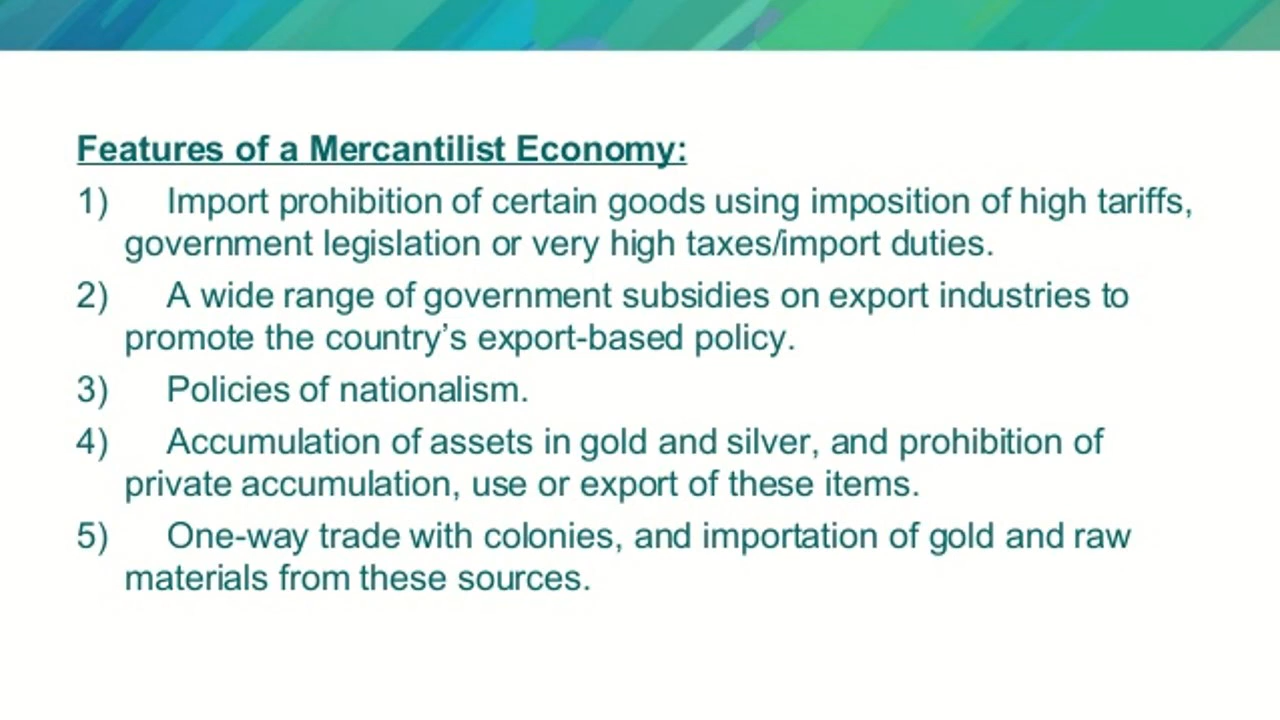 Features of a Mercantilist Economy:
1) Import prohibition of certain goods using imposition of high tariffs,
government legislation or very high taxes/import duties.
2) A wide range of government subsidies on export industries to
promote the country’s export-based policy.
3) Policies of nationalism.
4) Accumulation of assets in gold and silver, and prohibition of
private accumulation, use or export of these items.
5) One-way trade with colonies, and importation of gold and raw
materials from these sources.